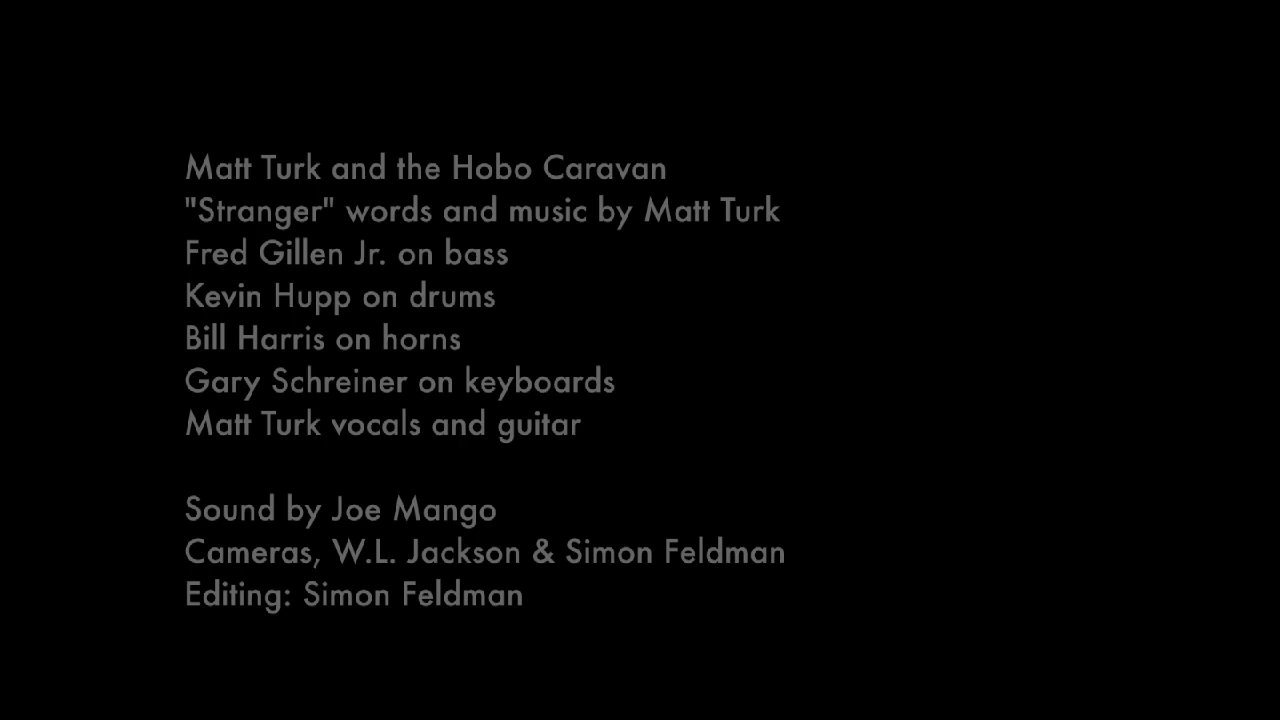 Matt Turk and the Hobo Caravan
"Stranger" words and music by Matt Turk
Fred Gillen Jr. on bass
Kevin Hupp on drums
Bill Harris on horns
Gary Schreiner on keyboards
Matt Turk vocals and guitar
Sound by Joe Mango
Cameras, W.L. Jackson & Simon Feldman
Editing: Simon Feldman